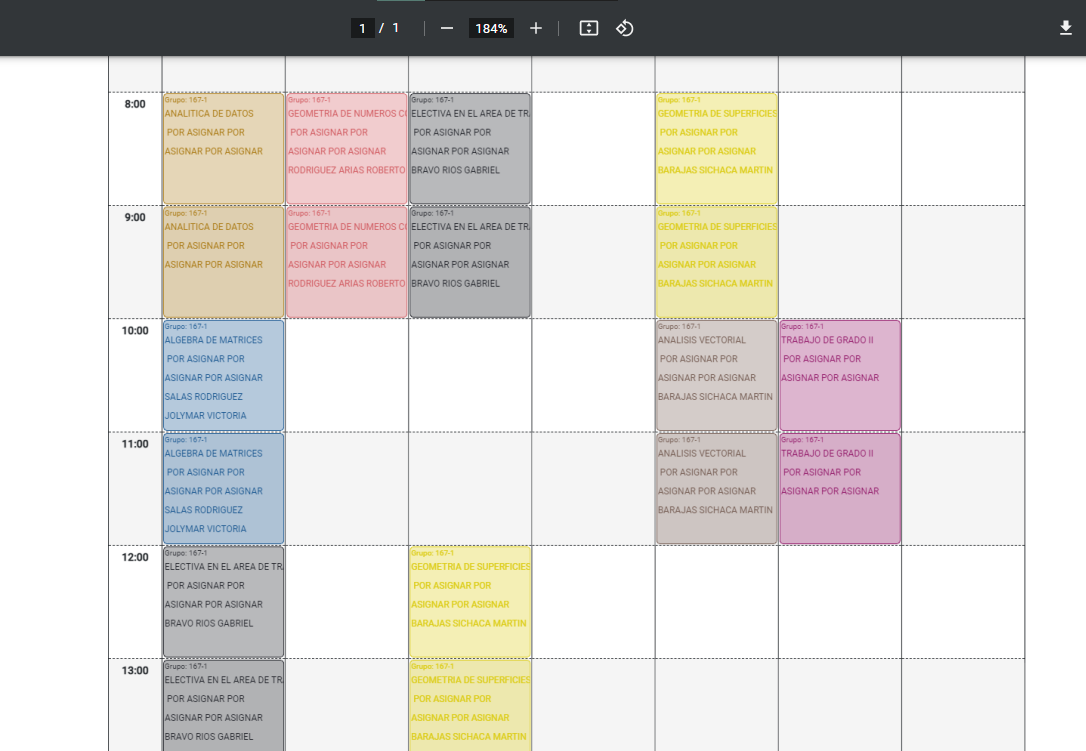 1 / 1 184%
8:00
Grupo: 167-1
ANALITICA DE DATOS
POR ASIGNAR POR
ASIGNAR POR ASIGNAR
Grupo: 167-1
GEOMETRIA DE NUMEROS CO
POR ASIGNAR POR
ASIGNAR POR ASIGNAR
RODRIGUEZ ARIAS ROBERTO
Grupo: 167-1
ELECTIVA EN EL AREA DE TRA
POR ASIGNAR POR
ASIGNAR POR ASIGNAR
BRAVO RIOS GABRIEL
Grupo: 167-1
GEOMETRIA DE SUPERFICIES
POR ASIGNAR POR
ASIGNAR POR ASIGNAR
BARAJAS SICHACA MARTIN
9:00
Grupo: 167-1
ANALITICA DE DATOS
POR ASIGNAR POR
ASIGNAR POR ASIGNAR
Grupo: 167-1
GEOMETRIA DE NUMEROS CO
POR ASIGNAR POR
ASIGNAR POR ASIGNAR
RODRIGUEZ ARIAS ROBERTO
Grupo: 167-1
ELECTIVA EN EL AREA DE TRA
POR ASIGNAR POR
ASIGNAR POR ASIGNAR
BRAVO RIOS GABRIEL
Grupo: 167-1
GEOMETRIA DE SUPERFICIES
POR ASIGNAR POR
ASIGNAR POR ASIGNAR
BARAJAS SICHACA MARTIN
10:00
Grupo: 167-1
ALGEBRA DE MATRICES
POR ASIGNAR POR
ASIGNAR POR ASIGNAR
SALAS RODRIGUEZ
JOLYMAR VICTORIA
Grupo: 167-1
ANALISIS VECTORIAL
POR ASIGNAR POR
ASIGNAR POR ASIGNAR
BARAJAS SICHACA MARTIN
Grupo: 167-1
TRABAJO DE GRADO II
POR ASIGNAR POR
ASIGNAR POR ASIGNAR
11:00
Grupo: 167-1
ALGEBRA DE MATRICES
POR ASIGNAR POR
ASIGNAR POR ASIGNAR
SALAS RODRIGUEZ
JOLYMAR VICTORIA
Grupo: 167-1
ANALISIS VECTORIAL
POR ASIGNAR POR
ASIGNAR POR ASIGNAR
BARAJAS SICHACA MARTIN
Grupo: 167-1
TRABAJO DE GRADO II
POR ASIGNAR POR
ASIGNAR POR ASIGNAR
12:00
Grupo: 167-1
ELECTIVA EN EL AREA DE TRA
POR ASIGNAR POR
ASIGNAR POR ASIGNAR
BRAVO RIOS GABRIEL
Grupo: 167-1
GEOMETRIA DE SUPERFICIES
POR ASIGNAR POR
ASIGNAR POR ASIGNAR
BARAJAS SICHACA MARTIN
13:00
Grupo: 167-1
ELECTIVA EN EL AREA DE TRA
POR ASIGNAR POR
ASIGNAR POR ASIGNAR
BRAVO RIOS GABRIEL
Grupo: 167-1
GEOMETRIA DE SUPERFICIES
POR ASIGNAR POR
ASIGNAR POR ASIGNAR
BARAJAS SICHACA MARTIN